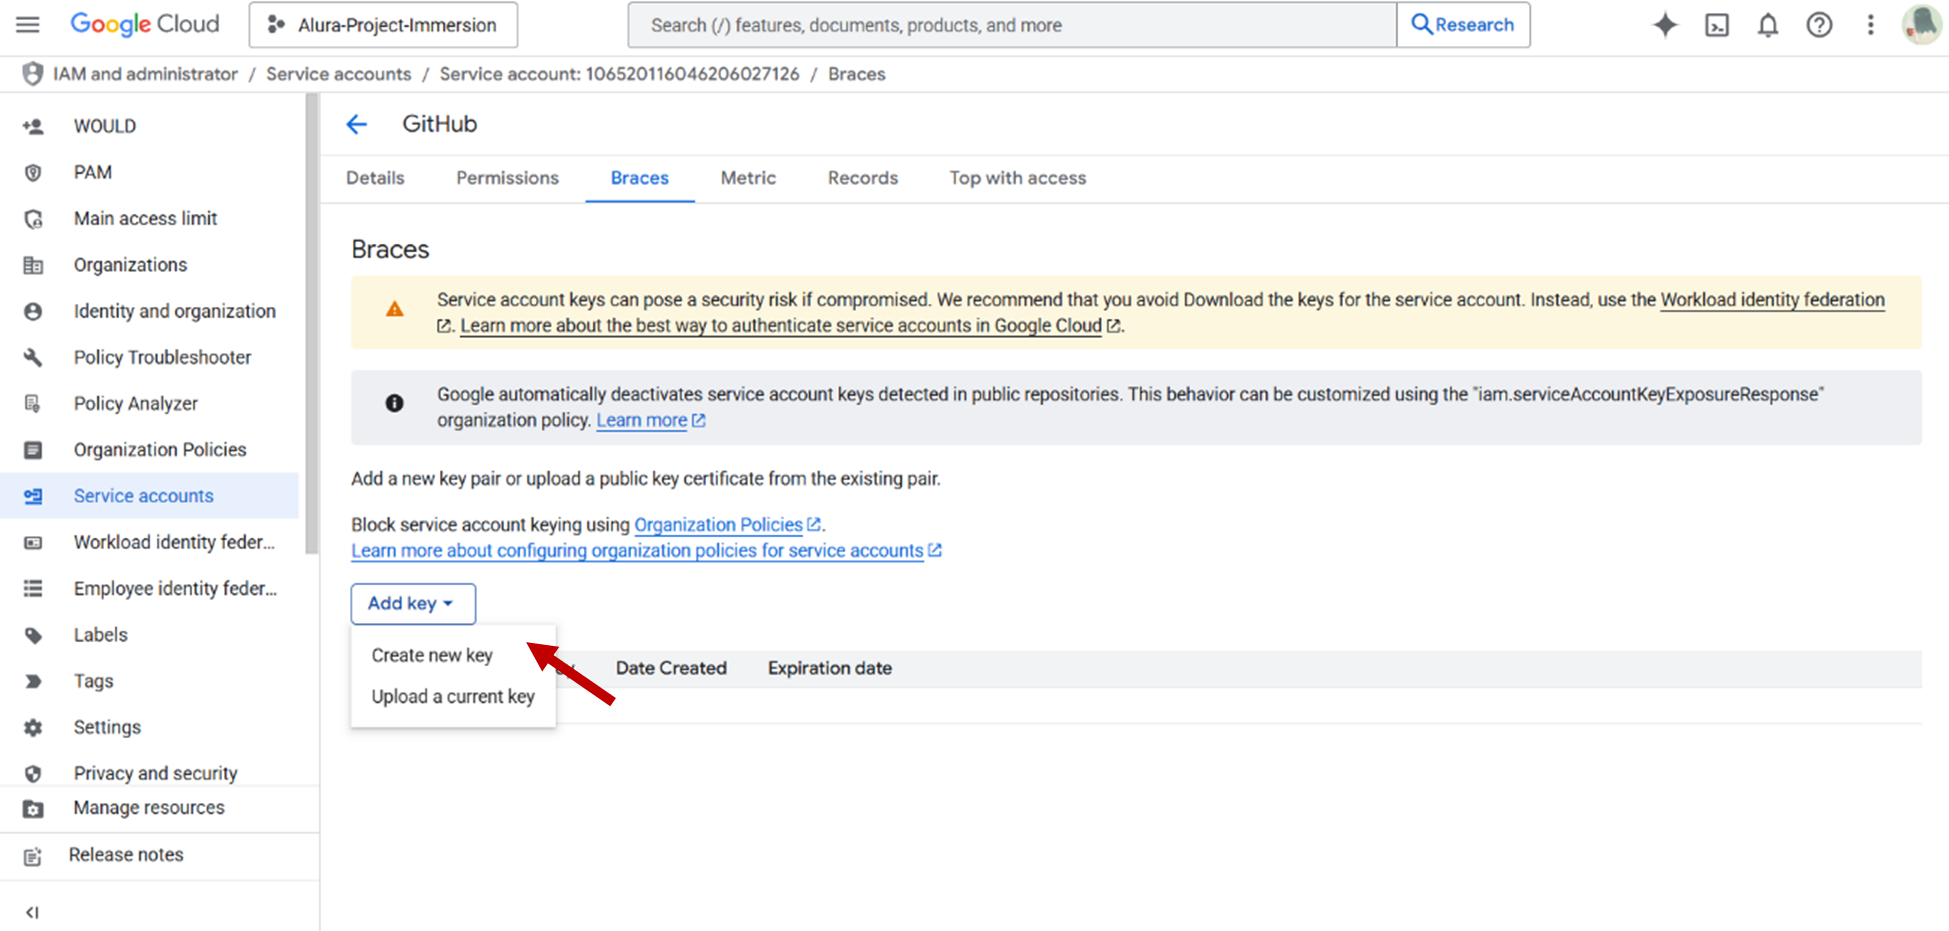 Google Cloud
Alura-Project-Immersion
Search (/) features, documents, products, and more
Research
IAM and administrator / Service accounts / Service account: 106520116046206027126 / Braces
WOULD
PAM
Main access limit
Organizations
Identity and organization
Policy Troubleshooter
Policy Analyzer
Organization Policies
Service accounts
Workload identity feder...
Employee identity feder...
Labels
Tags
Settings
Privacy and security
Manage resources
Release notes
GitHub
Details Permissions Braces Metric Records Top with access
Braces
Service account keys can pose a security risk if compromised. We recommend that you avoid Download the keys for the service account. Instead, use the Workload identity federation
. Learn more about the best way to authenticate service accounts in Google Cloud .
Google automatically deactivates service account keys detected in public repositories. This behavior can be customized using the "iam.serviceAccountKeyExposureResponse"
organization policy. Learn more
Add a new key pair or upload a public key certificate from the existing pair.
Block service account keying using Organization Policies .
Learn more about configuring organization policies for service accounts
Add key
Create new key
Upload a current key
Date Created Expiration date